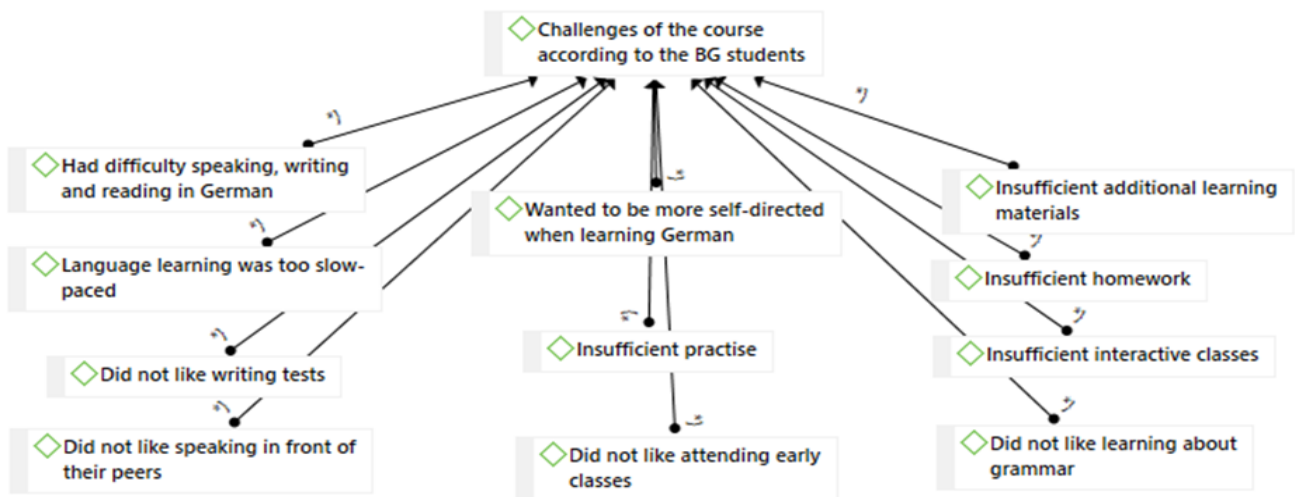 Challenges of the course
according to the BG students
Had difficulty speaking, writing
and reading in German
Language learning was too slow-
paced
Did not like writing tests
Did not like speaking in front of
their peers
Wanted to be more self-directed
when learning German
Insufficient practise
Did not like attending early
classes
Insufficient additional learning
materials
Insufficient homework
Insufficient interactive classes
Did not like learning about
grammar